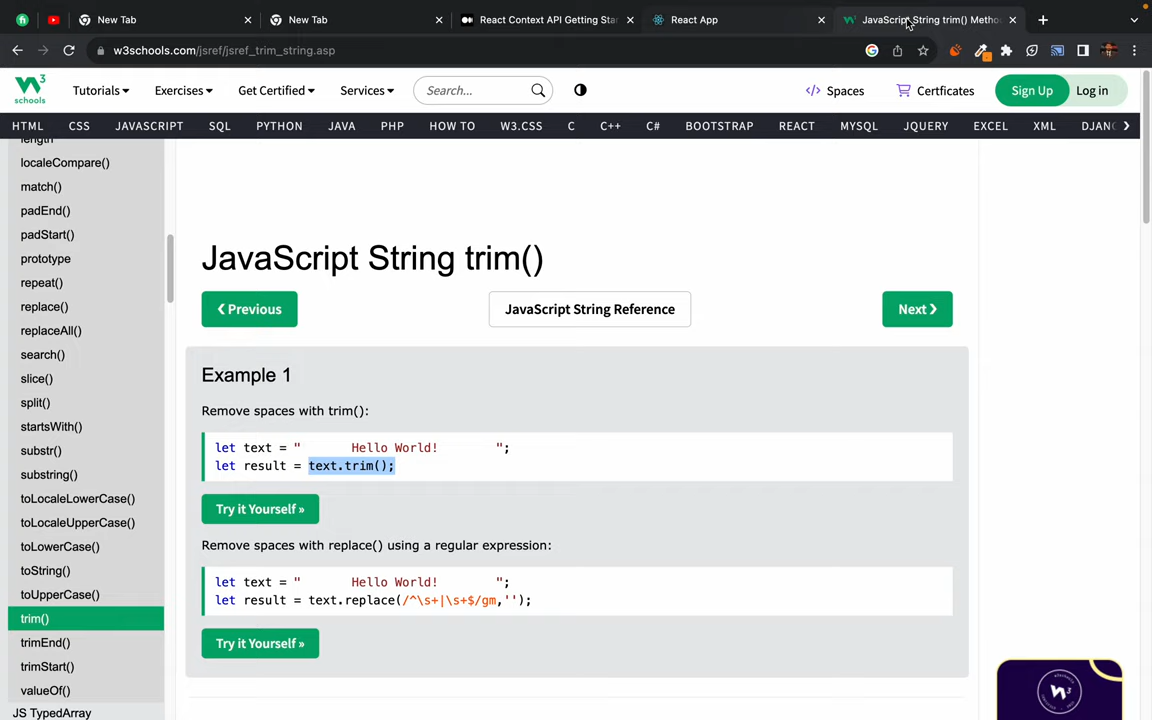 New Tab
New Tab
React Context API Getting Sta
React App
JavaScript String trim() Metho
w3schools.com/jsref/jsref_trim_string.asp
W3 schools
Tutorials
Exercises
Get Certified
Services
Search...
Spaces
Certficates
Sign Up
Log in
HTML CSS JAVASCRIPT SQL PYTHON JAVA PHP HOW TO W3.CSS C C++ C# BOOTSTRAP REACT MYSQL JQUERY EXCEL XML DJANG
length
localeCompare()
match()
padEnd()
padStart()
prototype
repeat()
replace()
replaceAll()
search()
slice()
split()
startsWith()
substr()
substring()
toLocaleLowerCase()
toLocaleUpperCase()
toLowerCase()
toString()
toUpperCase()
trim()
trimEnd()
trimStart()
valueOf()
JS TypedArray
JavaScript String trim()
❮ Previous
JavaScript String Reference
Next ❯
Example 1
Remove spaces with trim():
let text = "       Hello World!        ";
let result = text.trim();
Try it Yourself »
Remove spaces with replace() using a regular expression:
let text = "       Hello World!        ";
let result = text.replace(/^\s+|\s+$/gm,'');
Try it Yourself »